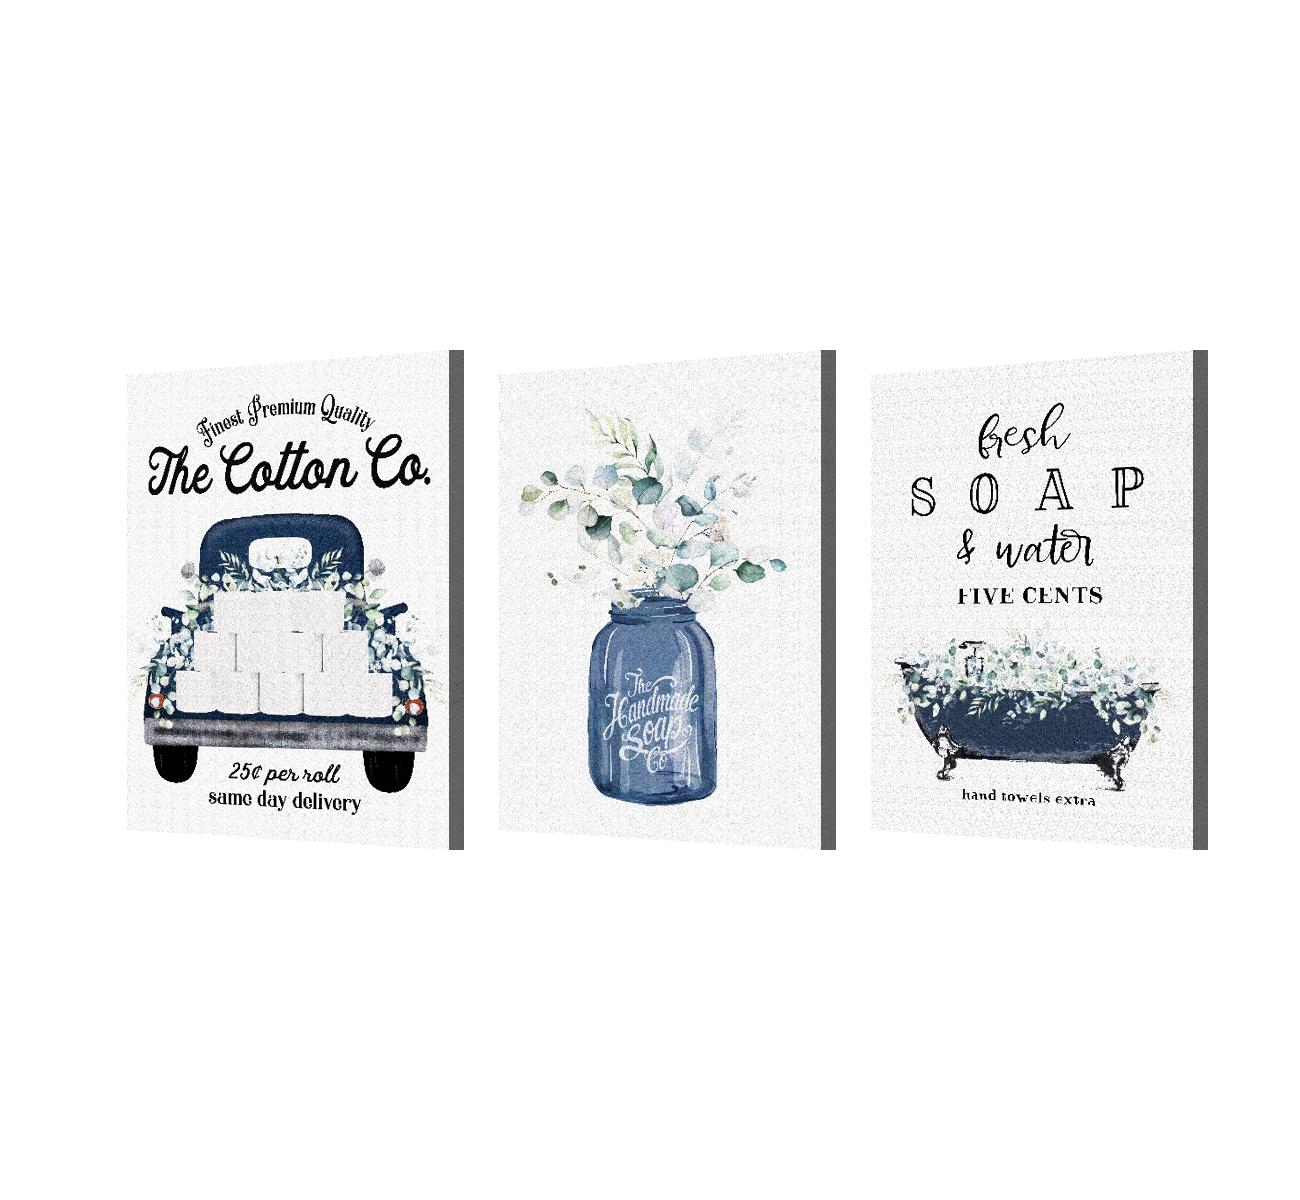 Finest Premium Quality
The Cotton Co.
25¢ per roll
same day delivery
The
Handmade
Soap
Co
fresh
SOAP
& water
FIVE CENTS
hand towels extra